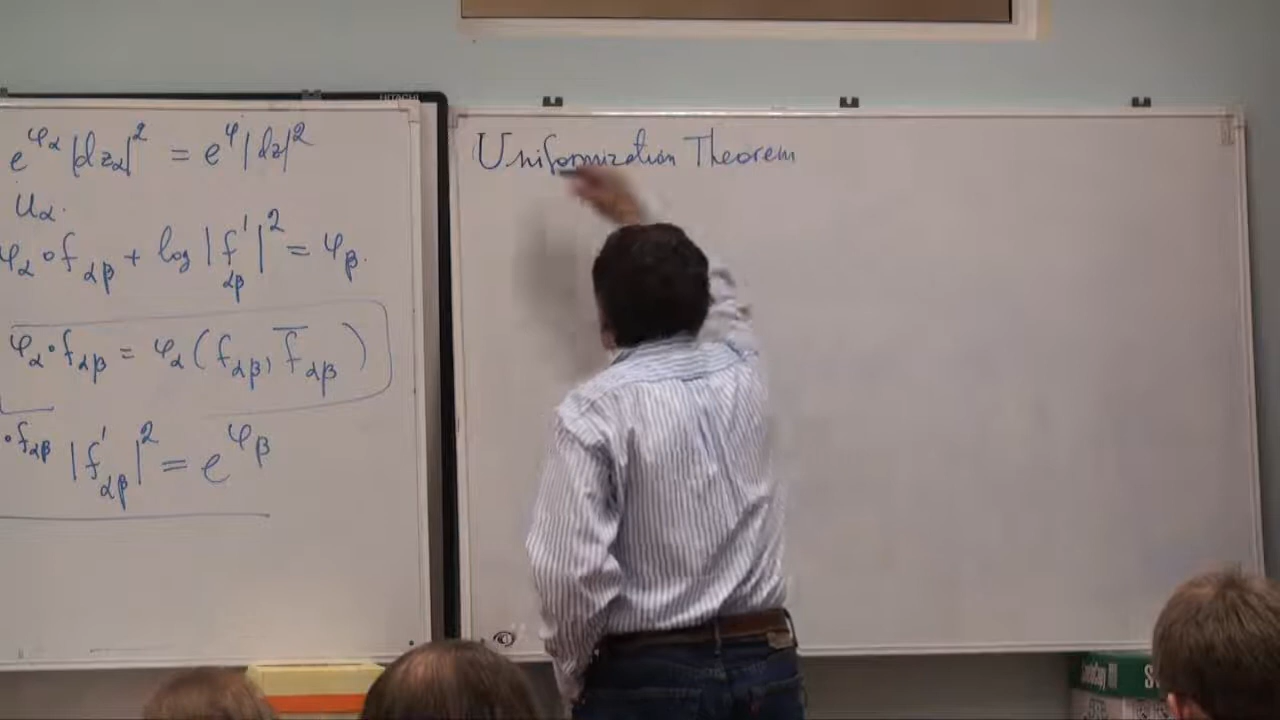 HITACHI
e^{φ_α} |dz_α|^2 = e^φ |dz|^2
U_α.
φ_α ∘ f_{αβ} + log |f'_{αβ}|^2 = φ_β.
φ_α ∘ f_{αβ} = φ_α (f_{αβ}, \overline{f}_{αβ})
∘ f_{αβ} |f'_{αβ}|^2 = e^{φ_β}
Uniformization Theorem